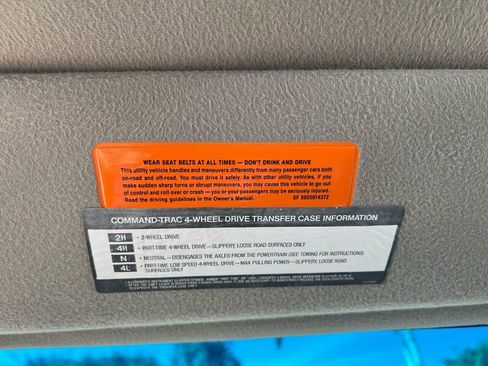 WEAR SEAT BELTS AT ALL TIMES — DON'T DRINK AND DRIVE
This utility vehicle handles and maneuvers differently from many passenger cars both
on-road and off-road. You must drive it safely. As with other vehicles, if you
make sudden sharp turns or abrupt maneuvers, you may cause this vehicle to go out
of control and roll over or crash — you or your passengers may be seriously injured.
Read the driving guidelines in the Owner's Manual.
COMMAND-TRAC 4-WHEEL DRIVE TRANSFER CASE INFORMATION
2H • 2-WHEEL DRIVE
4H • PART-TIME 4-WHEEL DRIVE — SLIPPERY, LOOSE ROAD SURFACES ONLY
N • NEUTRAL — DISENGAGES THE AXLES FROM THE POWERTRAIN (SEE TOWING FOR INSTRUCTIONS)
4L • PART-TIME LOW SPEED 4-WHEEL DRIVE — MAX PULLING POWER — SLIPPERY, LOOSE ROAD
SURFACES ONLY